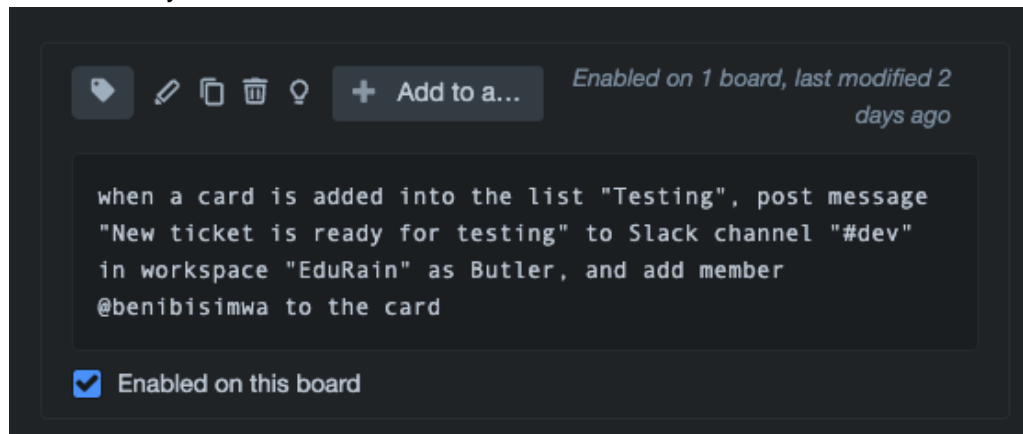 + Add to a...
Enabled on 1 board, last modified 2
days ago
when a card is added into the list "Testing", post message
"New ticket is ready for testing" to Slack channel "#dev"
in workspace "EduRain" as Butler, and add member
@benibisimwa to the card
Enabled on this board